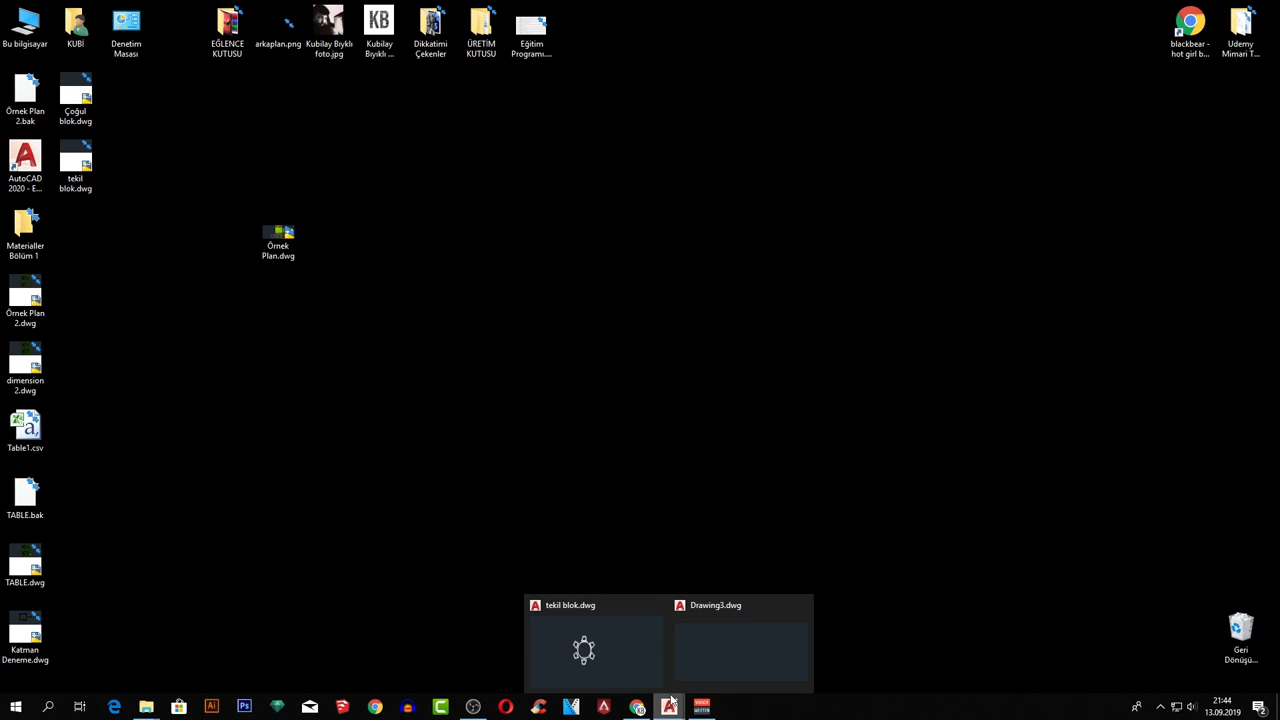 Bu bilgisayar
KUBİ
Denetim
Masası
EĞLENCE
KUTUSU
arkaplan.png
Kubilay Bıyıklı
foto.jpg
KB
Kubilay
Bıyıklı ...
Dikkatimi
Çekenler
ÜRETİM
KUTUSU
Eğitim
Programı....
blackbear -
hot girl b...
Udemy
Mimari T...
Örnek Plan
2.bak
Çoğul
blok.dwg
AutoCAD
2020 - E...
tekil
blok.dwg
Materialler
Bölüm 1
Örnek
Plan.dwg
Örnek Plan
2.dwg
dimension
2.dwg
Table1.csv
TABLE.bak
TABLE.dwg
Katman
Deneme.dwg
Geri
Dönüşü...
tekil blok.dwg
Drawing3.dwg
21:44
13.09.2019